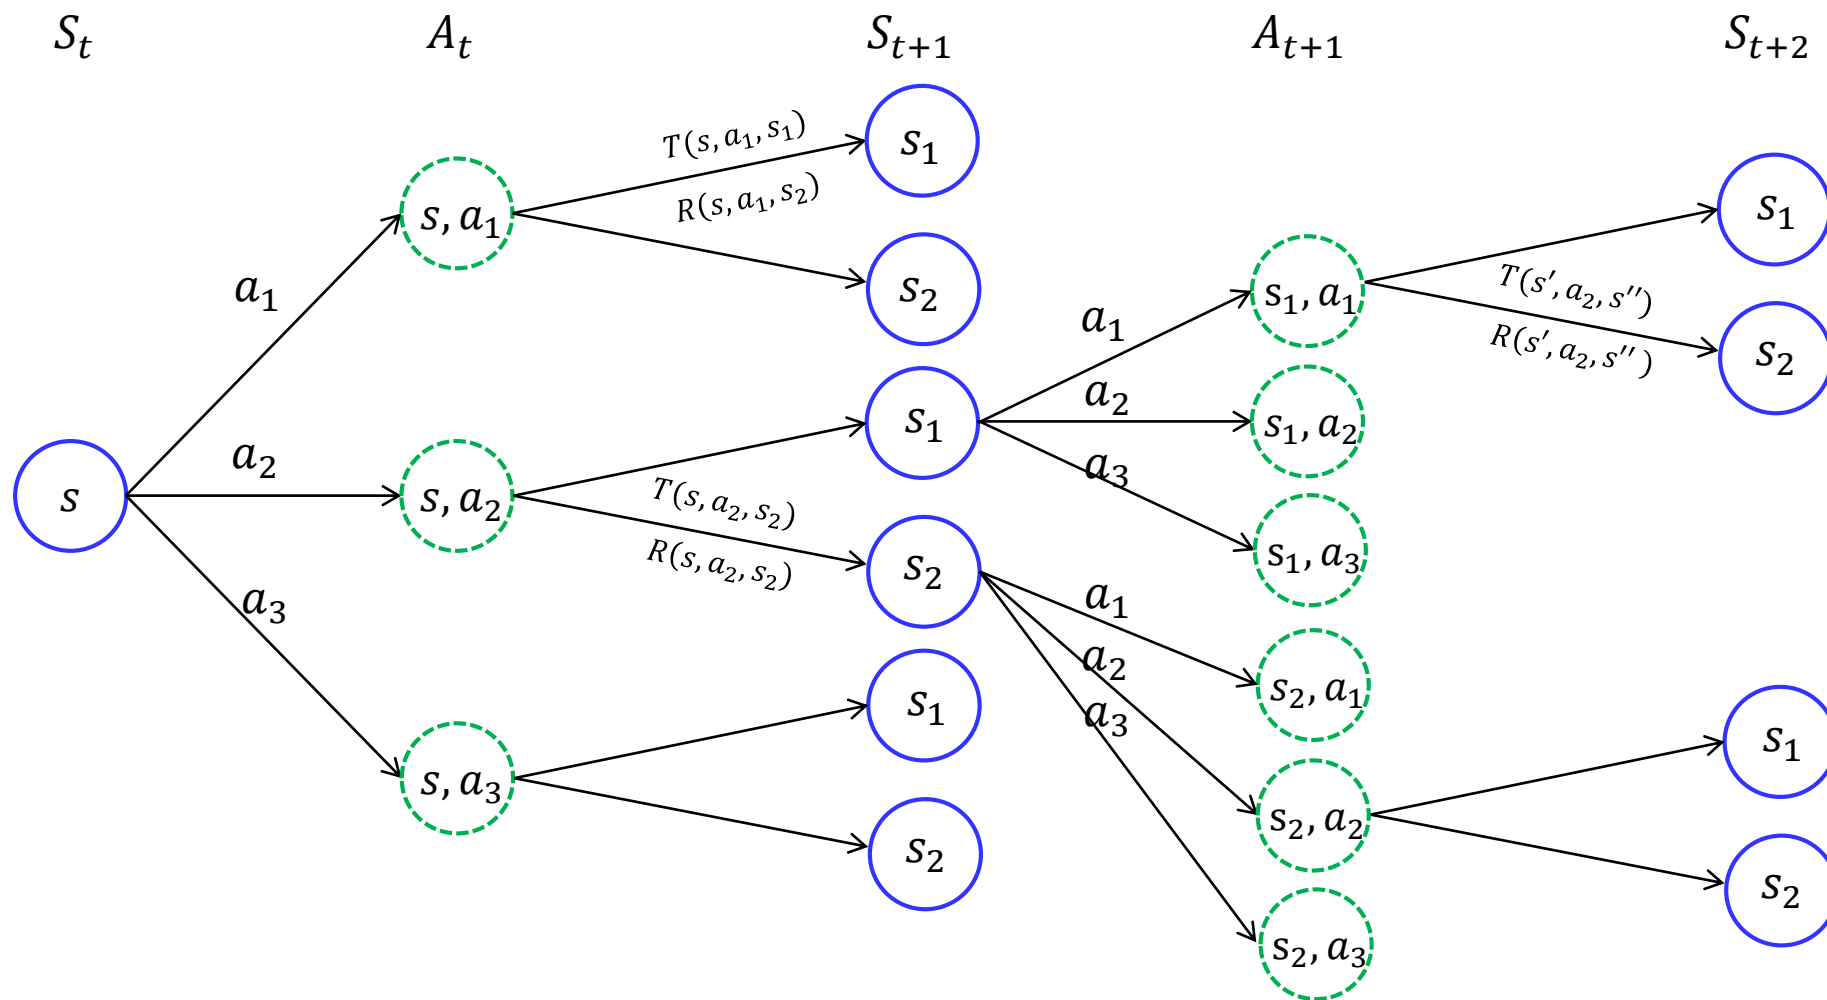 S_t A_t S_{t+1} A_{t+1} S_{t+2}
s
a_1
a_2
a_3
s, a_1
s, a_2
s, a_3
T(s, a_1, s_1)
R(s, a_1, s_2)
T(s, a_2, s_2)
R(s, a_2, s_2)
s_1
s_2
s_1
s_2
s_1
s_2
a_1
a_2
a_3
a_1
a_2
a_3
s_1, a_1
s_1, a_2
s_1, a_3
s_2, a_1
s_2, a_2
s_2, a_3
T(s′, a_2, s′′)
R(s′, a_2, s′′)
s_1
s_2
s_1
s_2